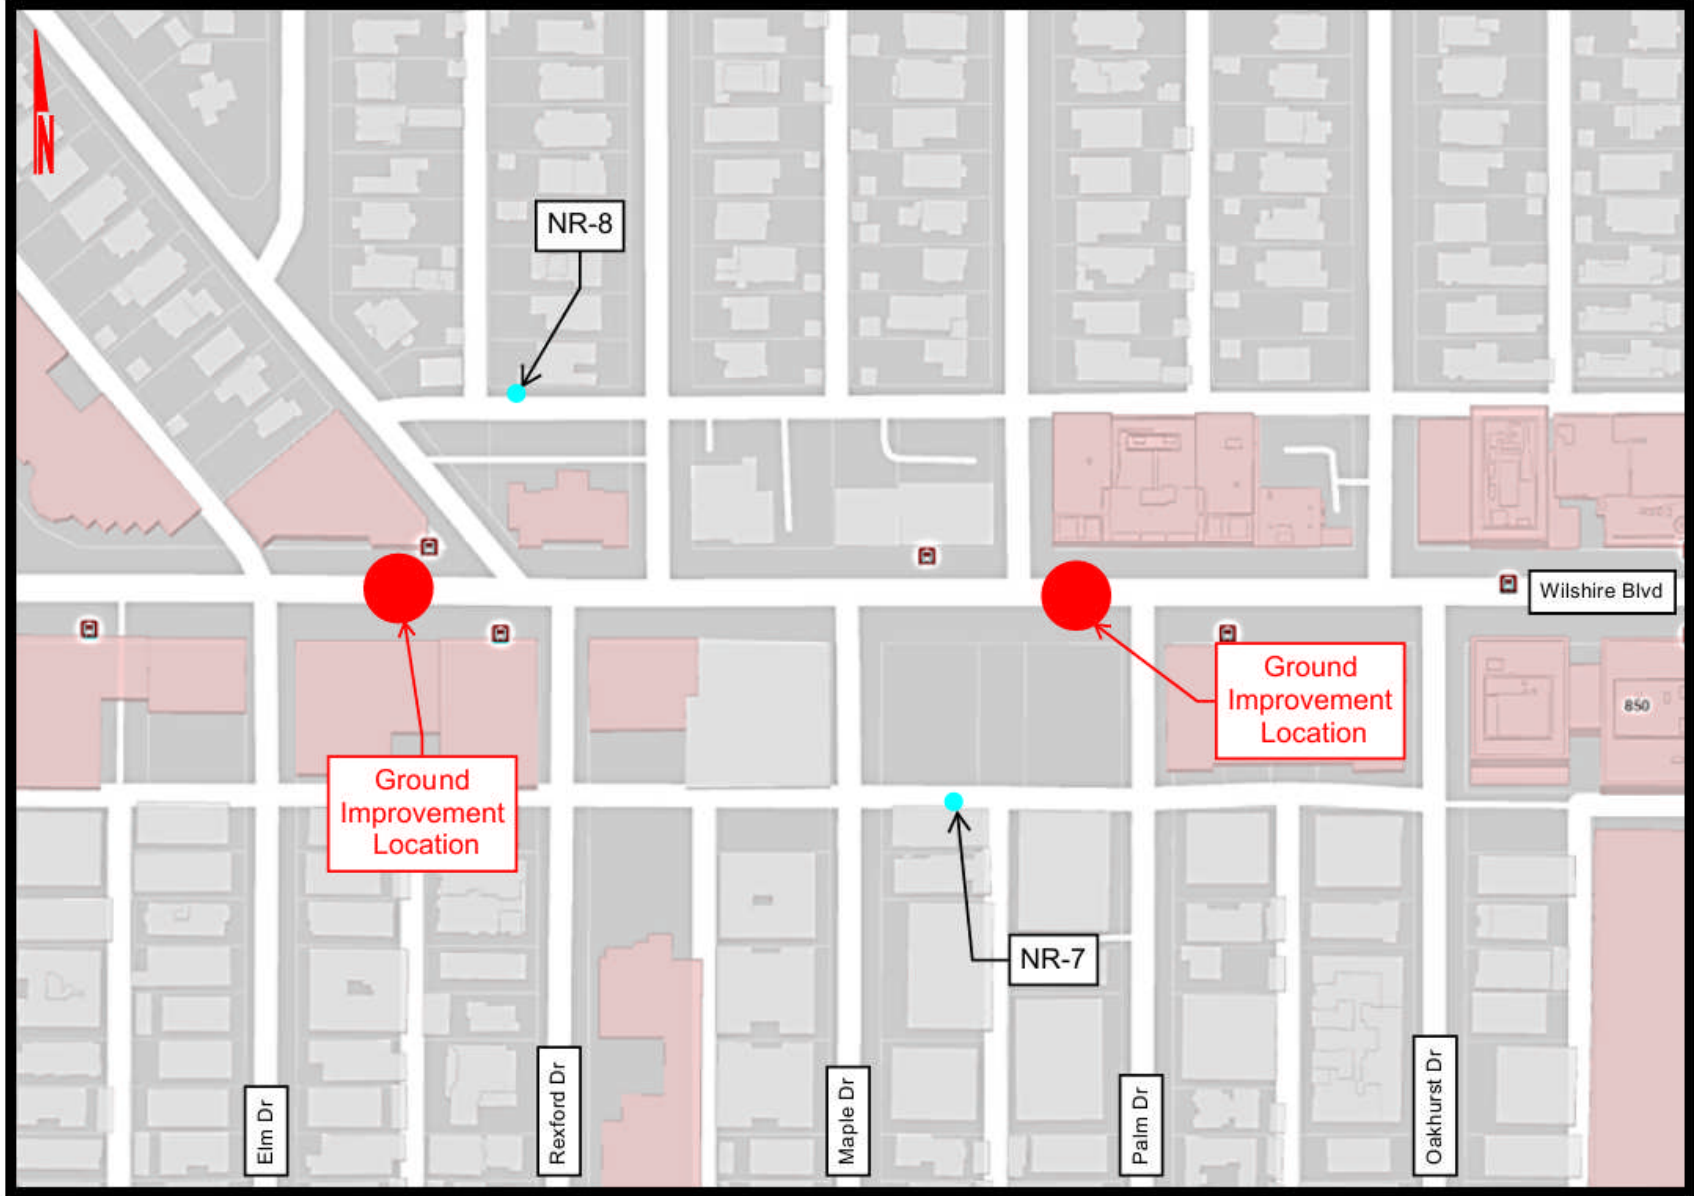 N
NR-8
Wilshire Blvd
Ground
Improvement
Location
850
Ground
Improvement
Location
NR-7
Elm Dr
Rexford Dr
Maple Dr
Palm Dr
Oakhurst Dr